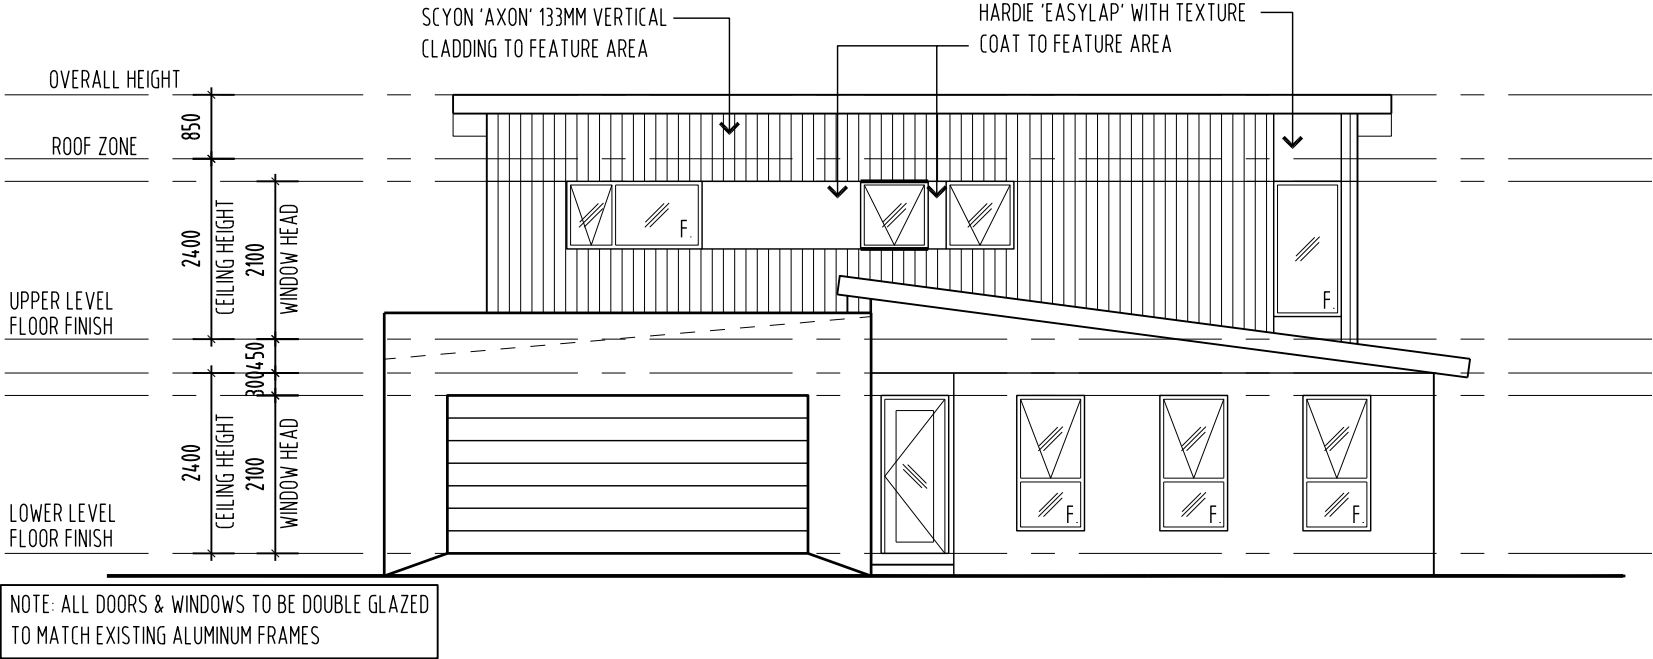 SCYON 'AXON' 133MM VERTICAL
CLADDING TO FEATURE AREA
HARDIE 'EASYLAP' WITH TEXTURE
COAT TO FEATURE AREA
OVERALL HEIGHT
850
ROOF ZONE
2400
CEILING HEIGHT
2100
WINDOW HEAD
F.
F.
UPPER LEVEL
FLOOR FINISH
450
300
2400
CEILING HEIGHT
2100
WINDOW HEAD
F.
F.
F.
LOWER LEVEL
FLOOR FINISH
NOTE: ALL DOORS & WINDOWS TO BE DOUBLE GLAZED
TO MATCH EXISTING ALUMINUM FRAMES